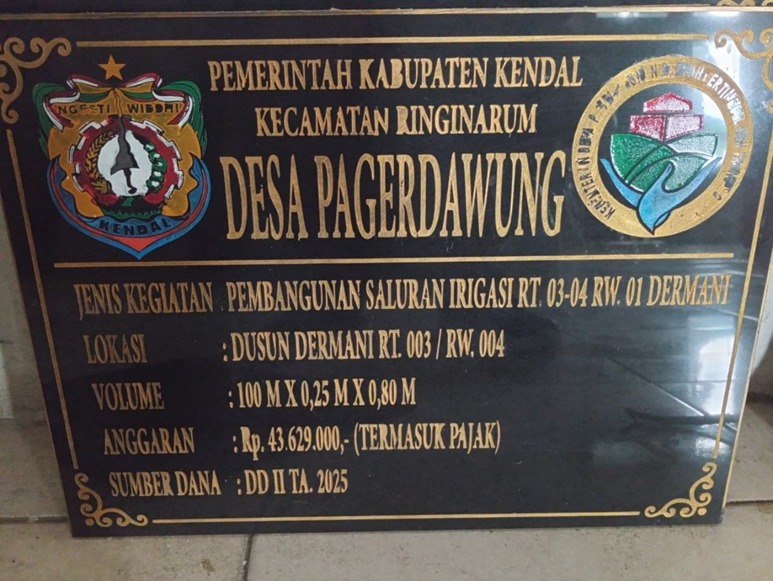 PEMERINTAH KABUPATEN KENDAL
KECAMATAN RINGINARUM
DESA PAGERDAWUNG
NGESTI WIBDHI
KENDAL
JENIS KEGIATAN : PEMBANGUNAN SALURAN IRIGASI RT. 03-04 RW. 01 DERMANI
LOKASI : DUSUN DERMANI RT. 003 / RW. 004
VOLUME : 100 M X 0,25 M X 0,80 M
ANGGARAN : Rp. 43.629.000,- (TERMASUK PAJAK)
SUMBER DANA : DD II TA. 2025